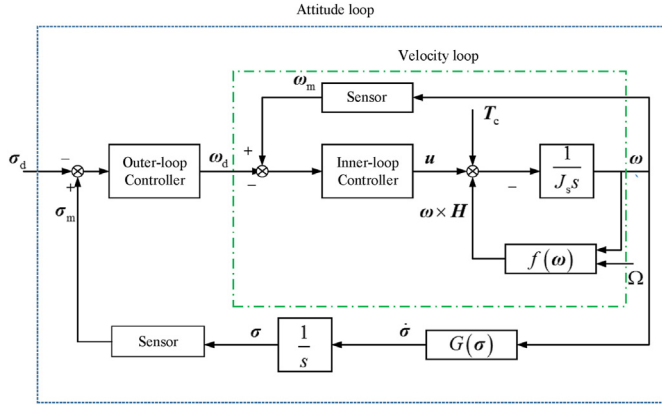 Attitude loop
Velocity loop
ω_m
Sensor
T_c
σ_d
−
+
Outer-loop
Controller
ω_d
+
−
Inner-loop
Controller
u
−
1
J_s s
ω
σ_m
ω × H
f(ω)
Ω
Sensor
σ
1
s
σ̇
G(σ)